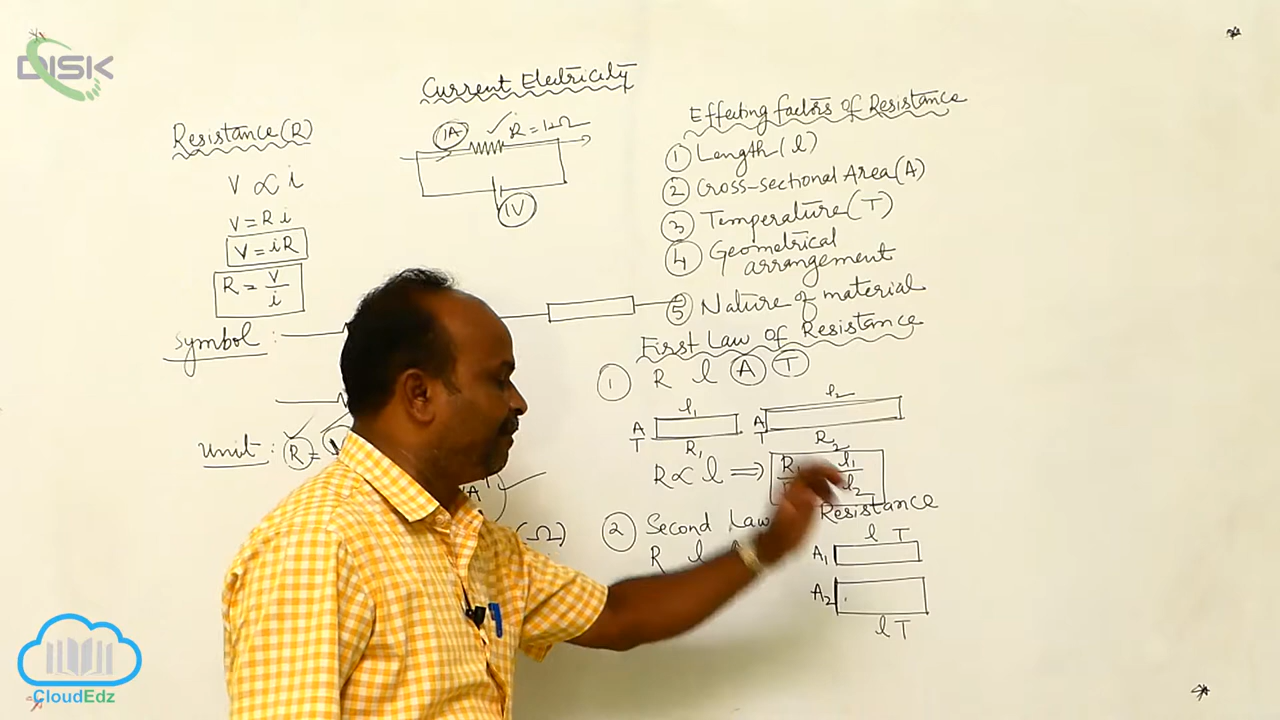 DISK
Current Electricity
Resistance (R)
V ∝ i
V = R i
V = iR
R = V/i
Symbol :
Unit : R =
(Ω)
1A
R = 12Ω
1V
Effecting factors of Resistance
① Length (l)
② Cross-sectional Area (A)
③ Temperature (T)
④ Geometrical
arrangement
⑤ Nature of material
First Law of Resistance
① R l A T
l₁ l₂
A A
T T
R₁ R₂
R ∝ l ⟹ R₁ l₁
l₂
② Second Law Resistance
R l
l T
A₁
A₂
l T
CloudEdz